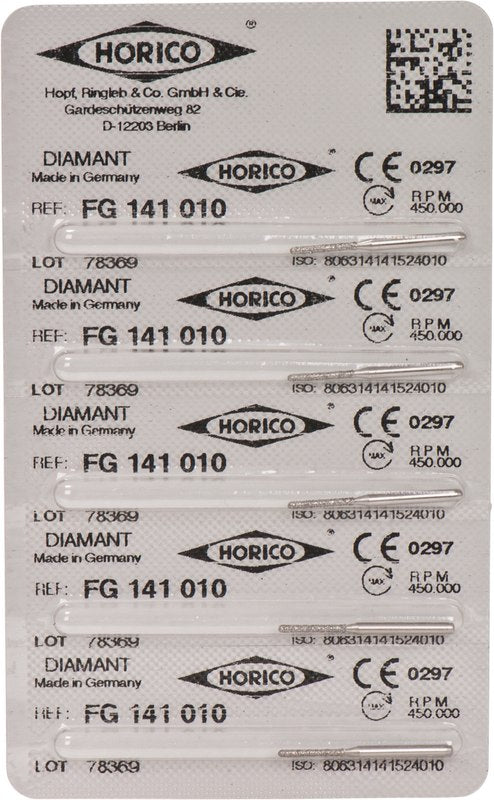 HORICO ®
Hopf, Ringleb & Co. GmbH & Cie.
Gardeschützenweg 82
D-12203 Berlin
DIAMANT HORICO ® CE 0297
Made in Germany
REF: FG 141 010 MAX RPM 450.000
LOT 78369 ISO: 806314141524010
DIAMANT HORICO ® CE 0297
Made in Germany
REF: FG 141 010 MAX RPM 450.000
LOT 78369 ISO: 806314141524010
DIAMANT HORICO ® CE 0297
Made in Germany
REF: FG 141 010 MAX RPM 450.000
LOT 78369 ISO: 806314141524010
DIAMANT HORICO ® CE 0297
Made in Germany
REF: FG 141 010 MAX RPM 450.000
LOT 78369 ISO: 806314141524010
DIAMANT HORICO ® CE 0297
Made in Germany
REF: FG 141 010 MAX RPM 450.000
LOT 78369 ISO: 806314141524010